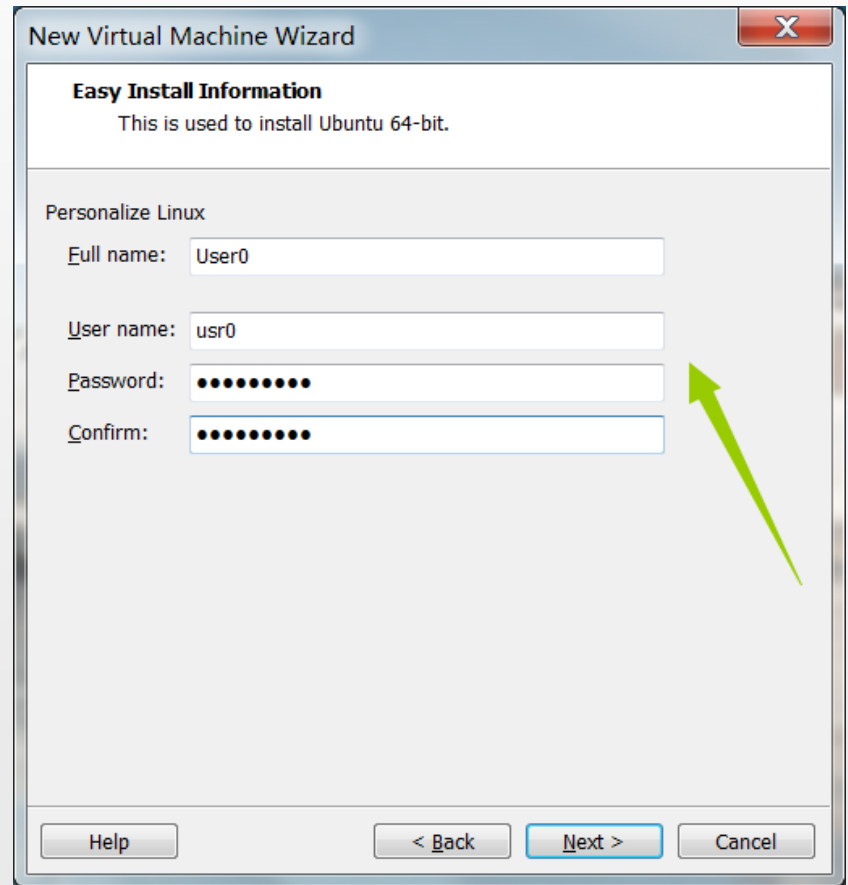 New Virtual Machine Wizard
X
Easy Install Information
This is used to install Ubuntu 64-bit.
Personalize Linux
Full name: User0
User name: usr0
Password: ●●●●●●●●●
Confirm: ●●●●●●●●●
Help < Back Next > Cancel